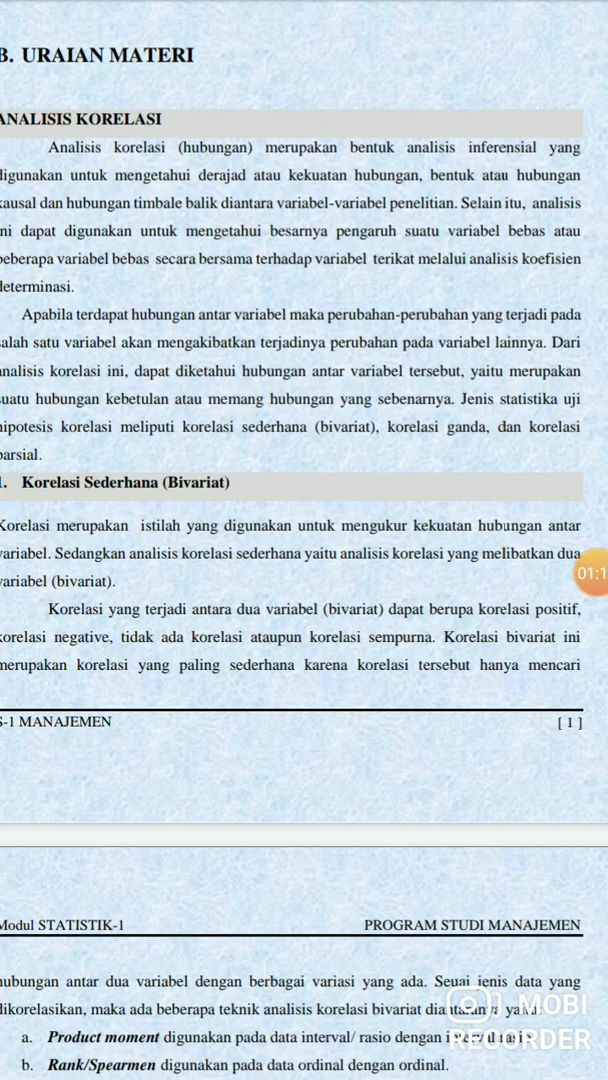 B. URAIAN MATERI
ANALISIS KORELASI
Analisis korelasi (hubungan) merupakan bentuk analisis inferensial yang
digunakan untuk mengetahui derajad atau kekuatan hubungan, bentuk atau hubungan
kausal dan hubungan timbale balik diantara variabel-variabel penelitian. Selain itu, analisis
ini dapat digunakan untuk mengetahui besarnya pengaruh suatu variabel bebas atau
beberapa variabel bebas secara bersama terhadap variabel terikat melalui analisis koefisien
determinasi.
Apabila terdapat hubungan antar variabel maka perubahan-perubahan yang terjadi pada
salah satu variabel akan mengakibatkan terjadinya perubahan pada variabel lainnya. Dari
analisis korelasi ini, dapat diketahui hubungan antar variabel tersebut, yaitu merupakan
suatu hubungan kebetulan atau memang hubungan yang sebenarnya. Jenis statistika uji
hipotesis korelasi meliputi korelasi sederhana (bivariat), korelasi ganda, dan korelasi
parsial.
1. Korelasi Sederhana (Bivariat)
Korelasi merupakan istilah yang digunakan untuk mengukur kekuatan hubungan antar
variabel. Sedangkan analisis korelasi sederhana yaitu analisis korelasi yang melibatkan dua
variabel (bivariat).
01:1
Korelasi yang terjadi antara dua variabel (bivariat) dapat berupa korelasi positif,
korelasi negative, tidak ada korelasi ataupun korelasi sempurna. Korelasi bivariat ini
merupakan korelasi yang paling sederhana karena korelasi tersebut hanya mencari
S-1 MANAJEMEN [ 1 ]
Modul STATISTIK-1 PROGRAM STUDI MANAJEMEN
hubungan antar dua variabel dengan berbagai variasi yang ada. Seuai jenis data yang
dikorelasikan, maka ada beberapa teknik analisis korelasi bivariat diantaranya
a. Product moment digunakan pada data interval/ rasio dengan
b. Rank/Spearmen digunakan pada data ordinal dengan ordinal.
MOBI
RECORDER